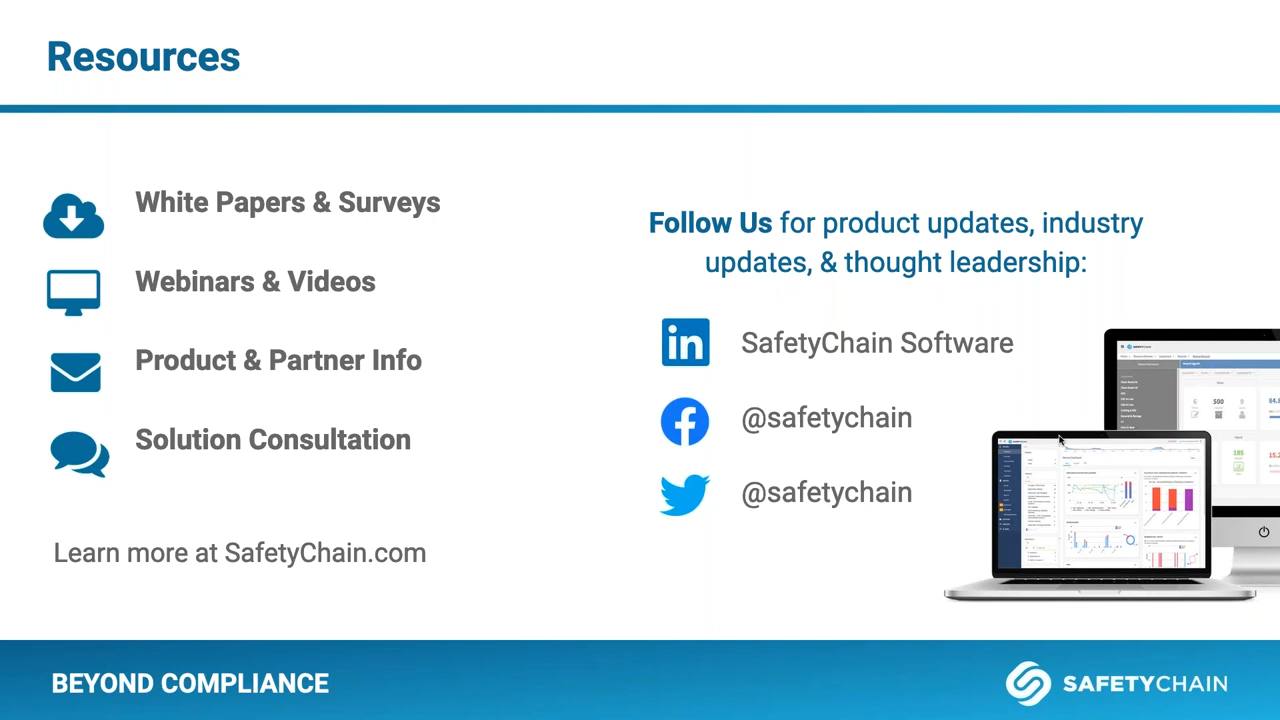 Resources
White Papers & Surveys
Webinars & Videos
Product & Partner Info
Solution Consultation
Learn more at SafetyChain.com
Follow Us for product updates, industry
updates, & thought leadership:
in
SafetyChain Software
@safetychain
@safetychain
BEYOND COMPLIANCE
SAFETYCHAIN